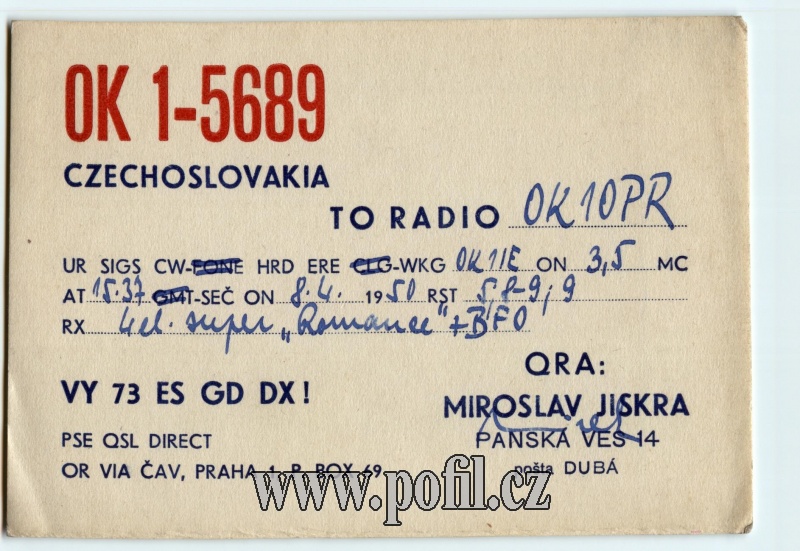 OK 1-5689
CZECHOSLOVAKIA
TO RADIO OK1OPR
UR SIGS CW-FONE HRD ERE CLG-WKG OK1IE ON 3,5 MC
AT 15.37 GMT-SEČ ON 8.4. 1950 RST 5,8-9,9
RX 4el. super „Romance" + BFO
QRA:
VY 73 ES GD DX!
MIROSLAV JISKRA
PSE QSL DIRECT
PANSKÁ VES 14
OR VIA ČAV, PRAHA 1, P. BOX 69
pošta DUBÁ
www.pofil.cz